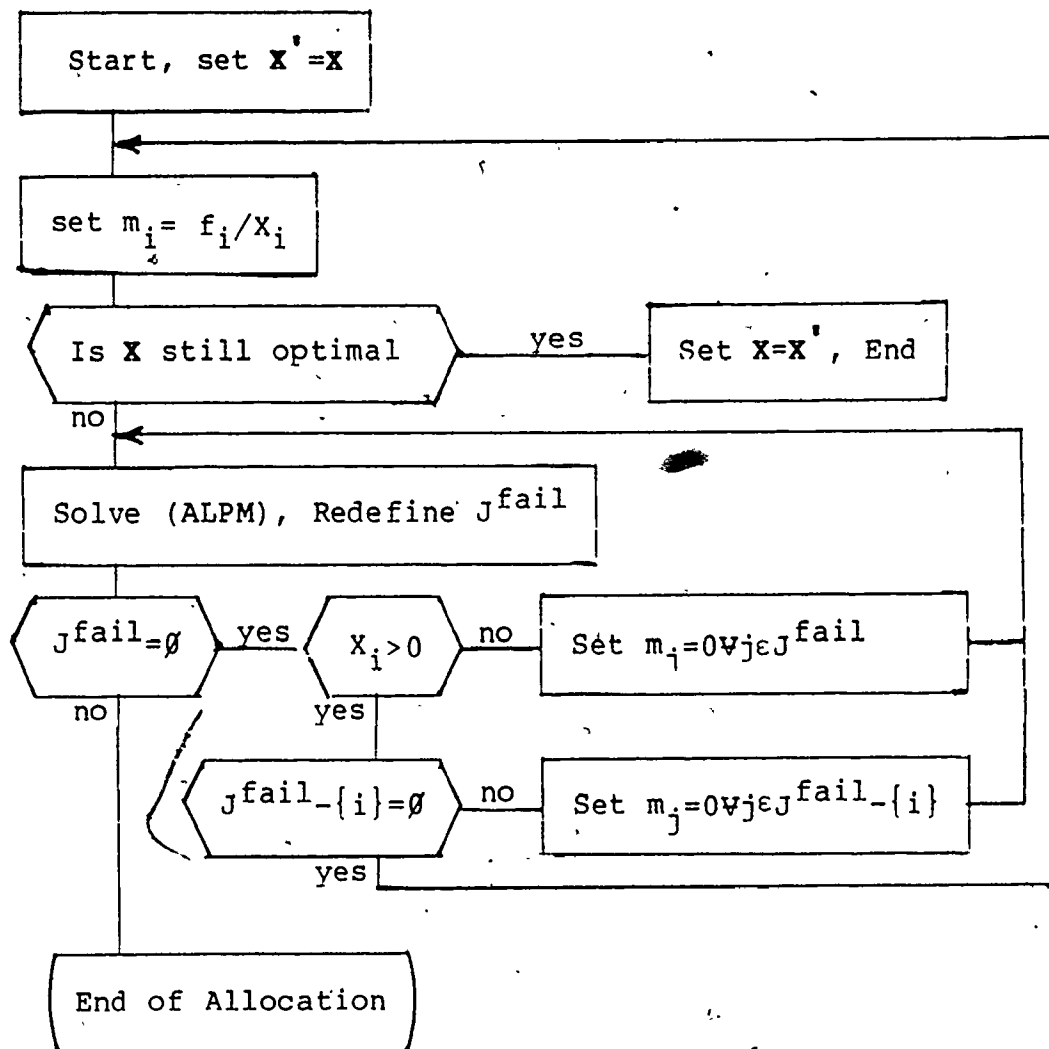 Start, set X'=X
set m_i= f_i/X_i
Is X still optimal
yes
Set X=X', End
no
Solve (ALPM), Redefine J^fail
J^fail=∅
yes
X_i>0
no
Set m_j=0∀jεJ^fail
no
yes
J^fail-{i}=∅
no
Set m_j=0∀jεJ^fail-{i}
yes
End of Allocation